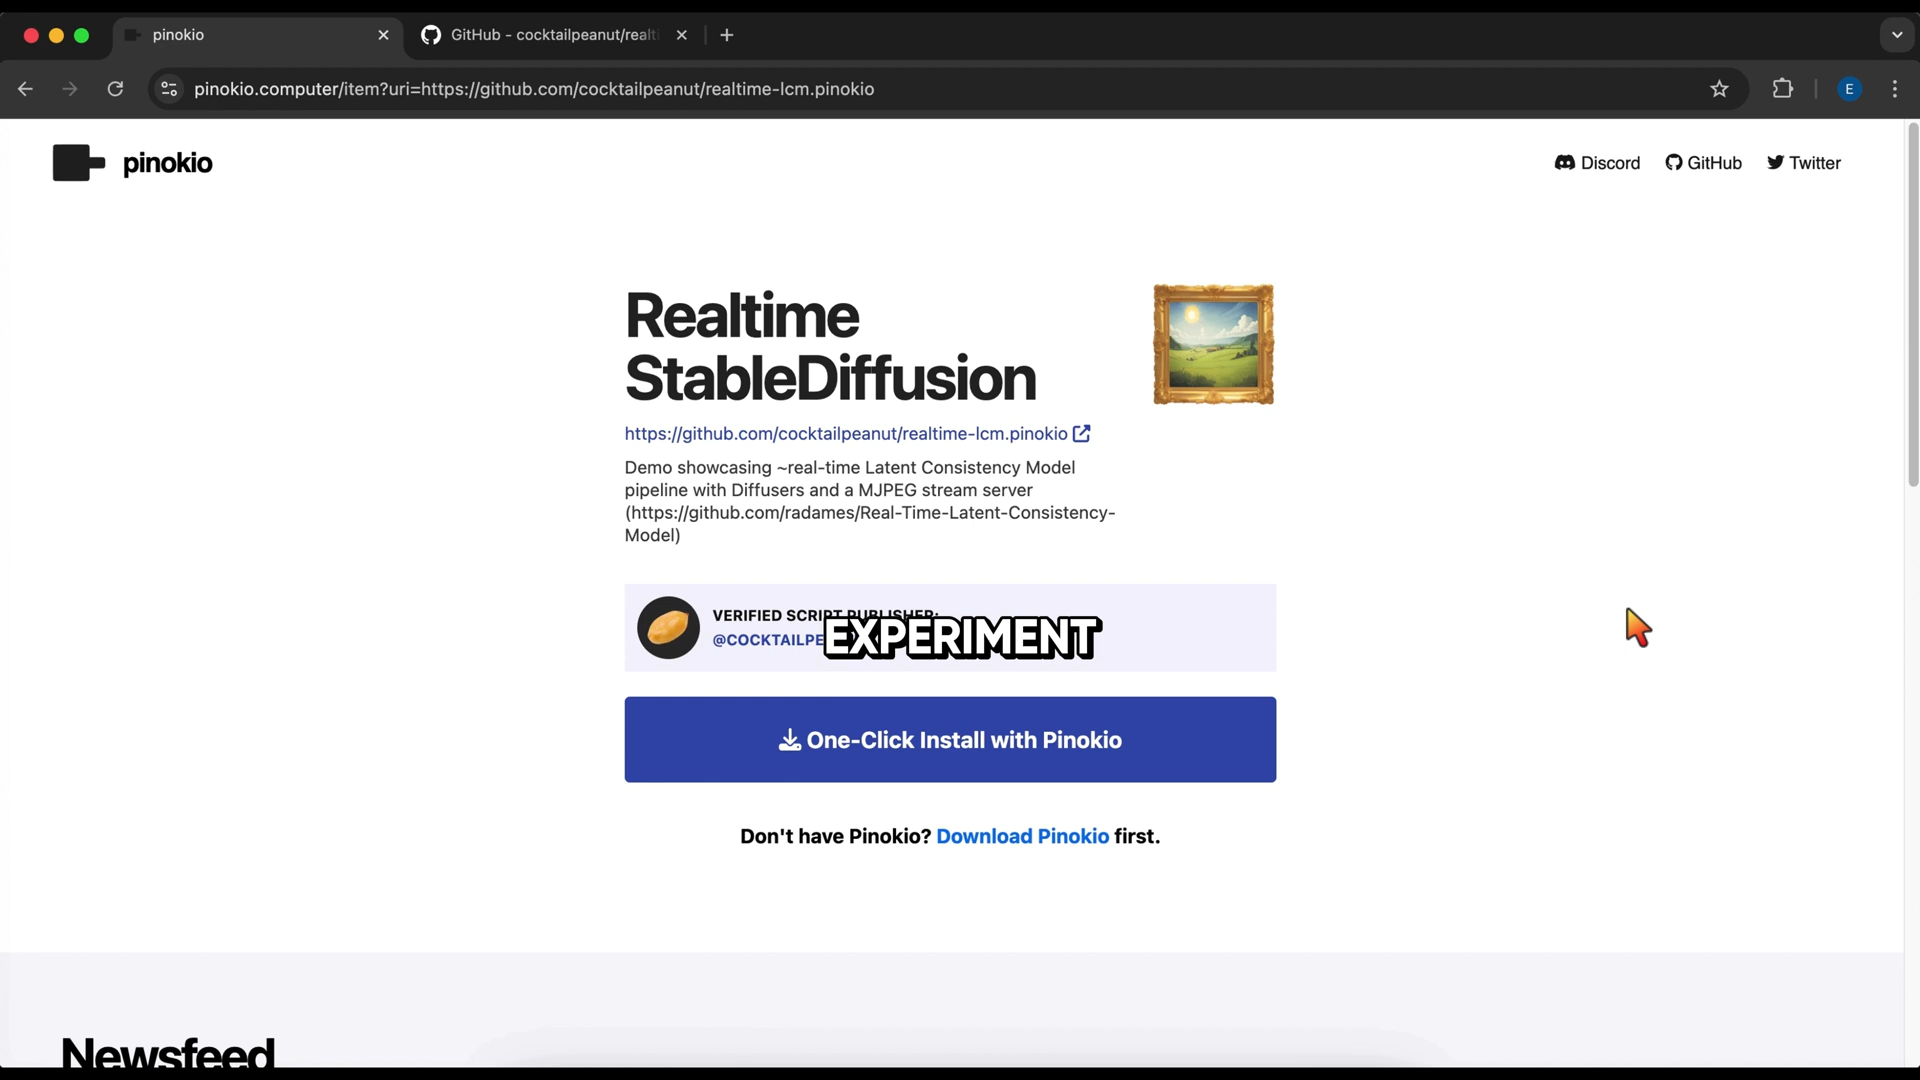 pinokio
GitHub - cocktailpeanut/realti
pinokio.computer/item?uri=https://github.com/cocktailpeanut/realtime-lcm.pinokio
E
pinokio
Discord
GitHub
Twitter
Realtime
StableDiffusion
https://github.com/cocktailpeanut/realtime-lcm.pinokio
Demo showcasing ~real-time Latent Consistency Model
pipeline with Diffusers and a MJPEG stream server
(https://github.com/radames/Real-Time-Latent-Consistency-
Model)
VERIFIED SCRIPT PUBLISHER:
@COCKTAILPE
EXPERIMENT
One-Click Install with Pinokio
Don't have Pinokio? Download Pinokio first.
Newsfeed